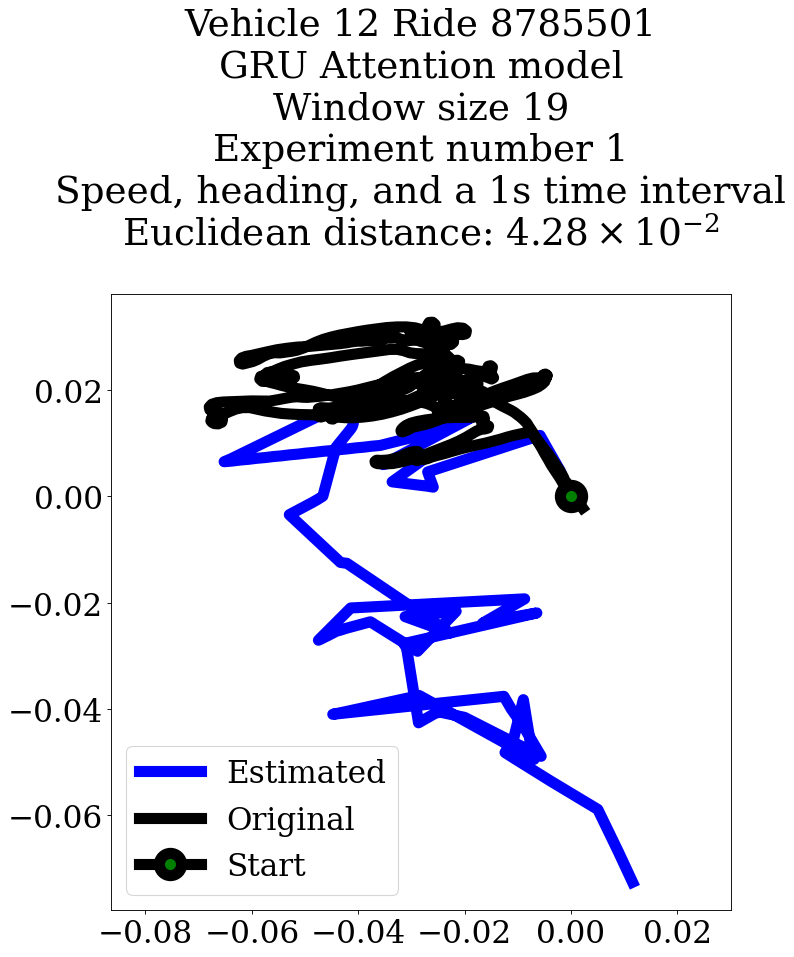 Vehicle 12 Ride 8785501
GRU Attention model
Window size 19
Experiment number 1
Speed, heading, and a 1s time interval
Euclidean distance: 4.28 × 10⁻²
0.02
0.00
−0.02
−0.04
−0.06
Estimated
Original
Start
−0.08 −0.06 −0.04 −0.02 0.00 0.02